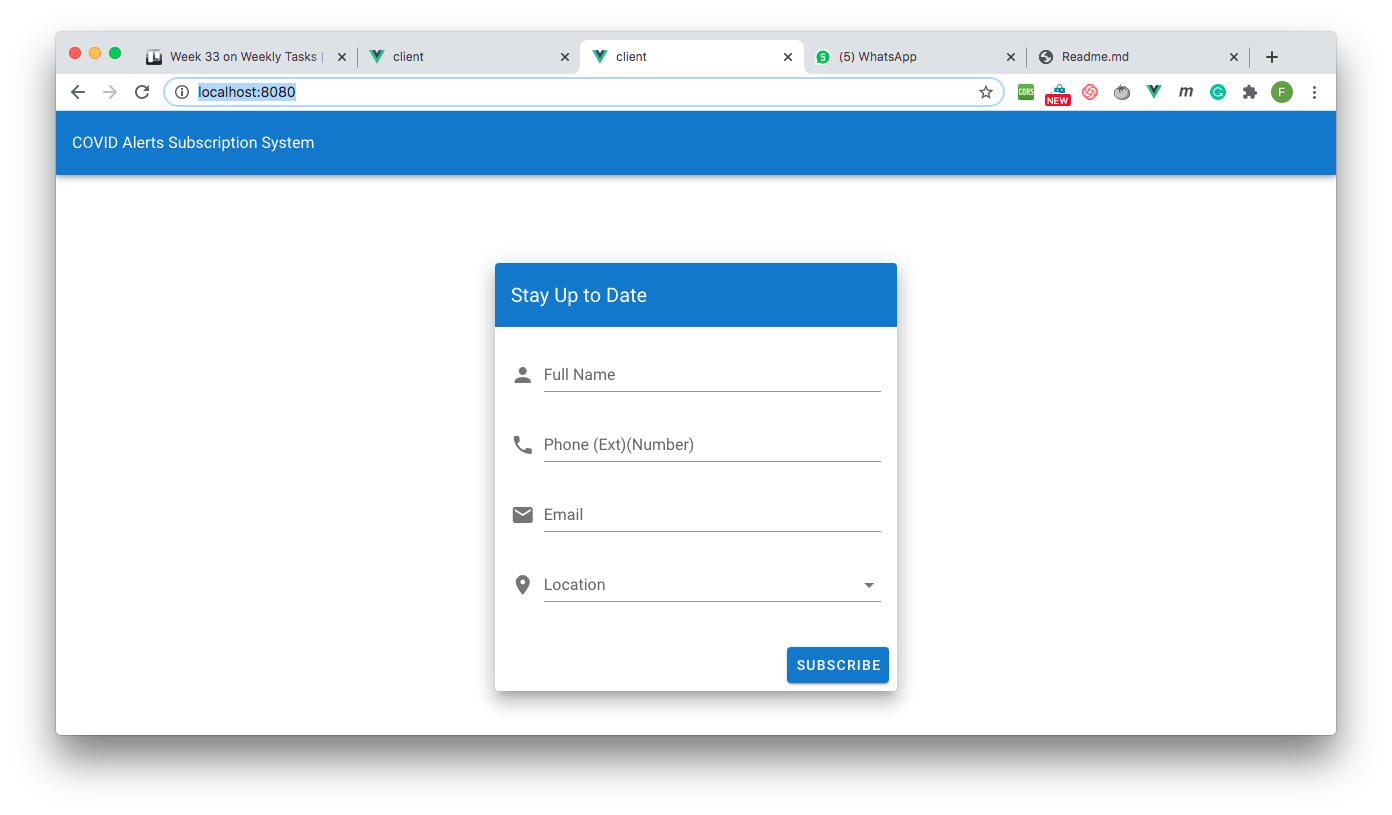 Week 33 on Weekly Tasks |
client
client
5
(5) WhatsApp
Readme.md
localhost:8080
CORS
NEW
m
G
F
COVID Alerts Subscription System
Stay Up to Date
Full Name
Phone (Ext)(Number)
Email
Location
SUBSCRIBE